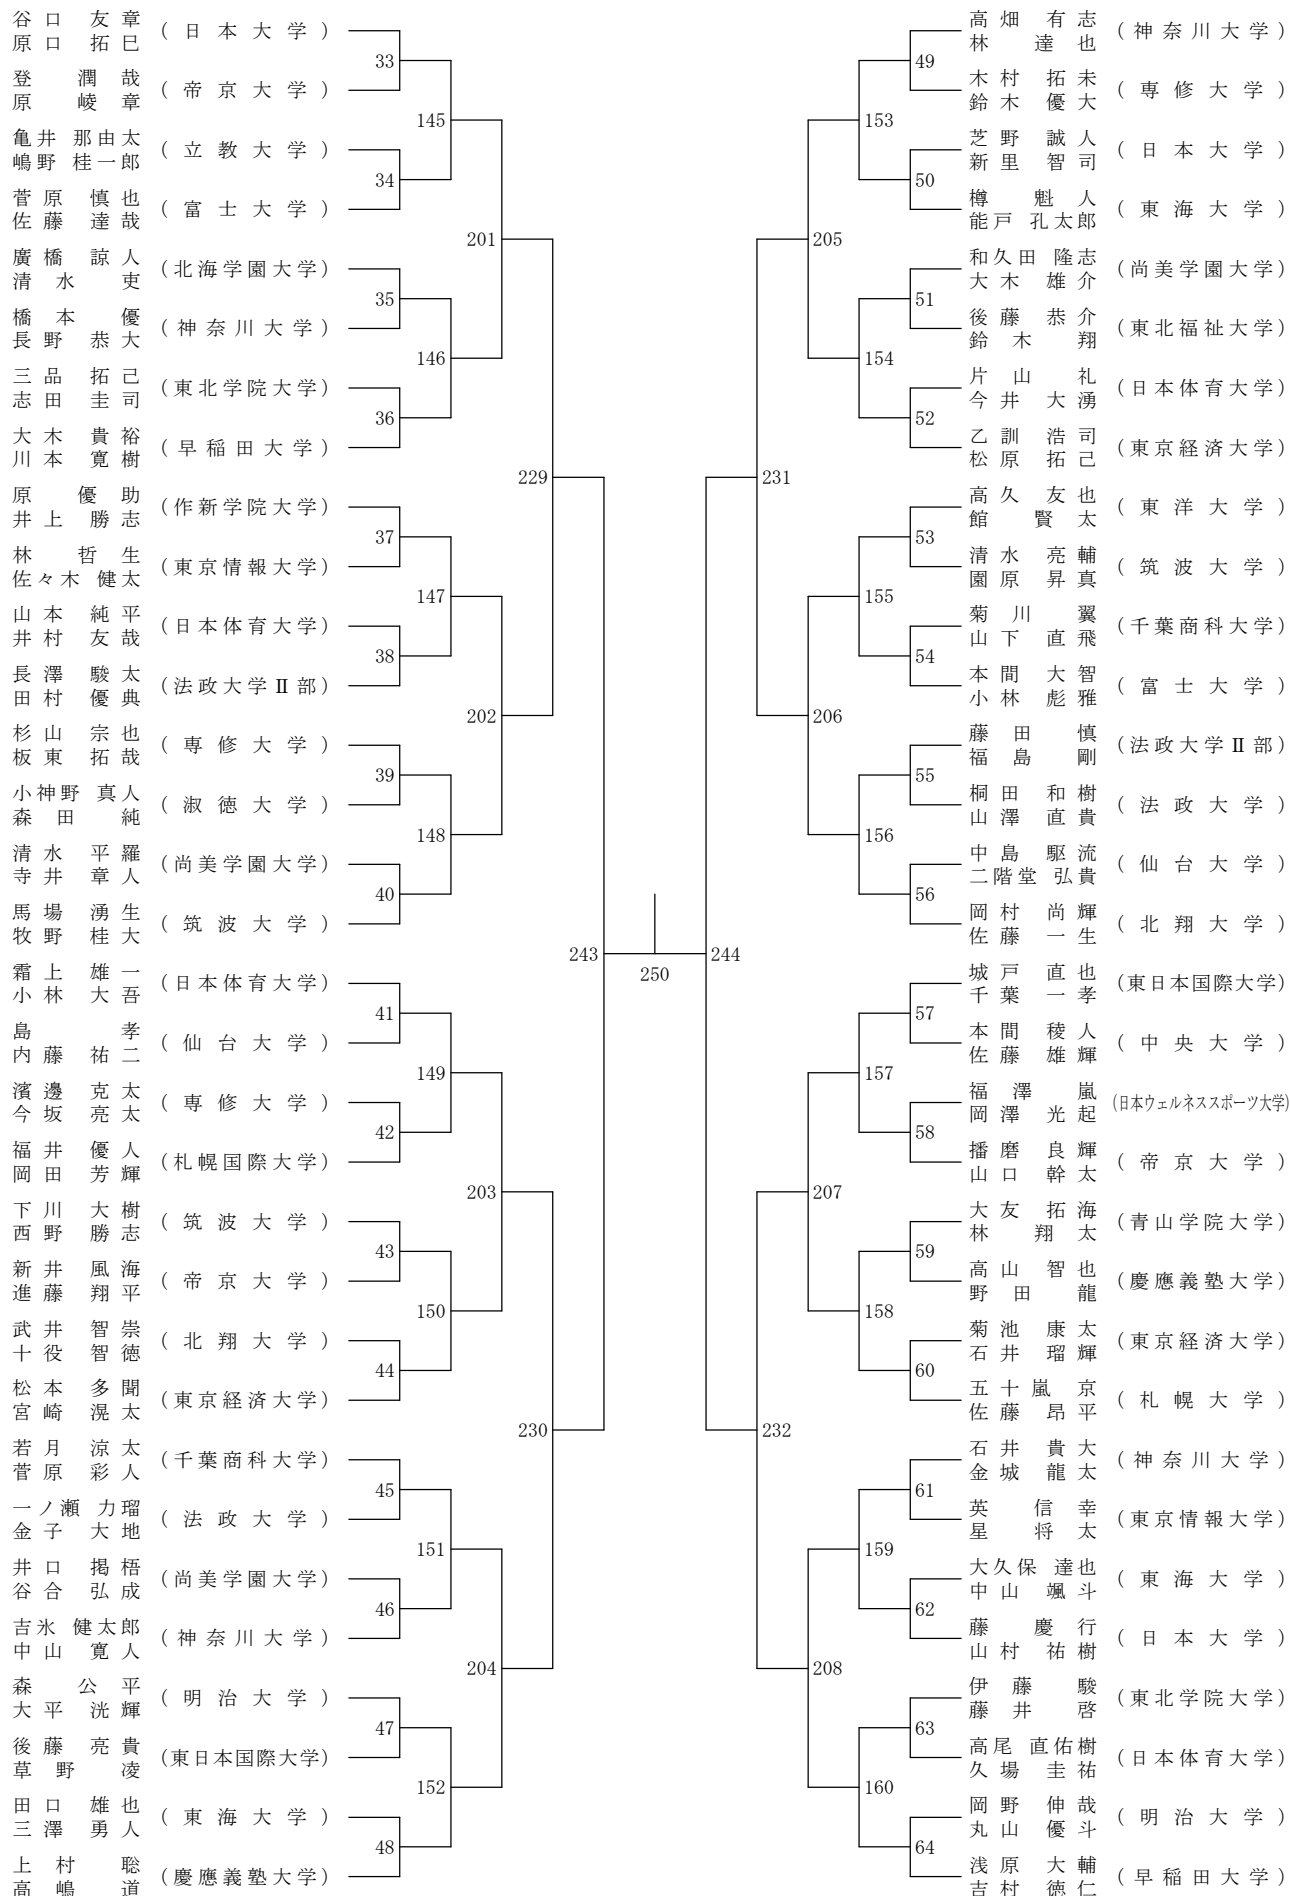 谷口 友章
原口 拓巳
(日本大学)
33
登 潤哉
原 崚章
(帝京大学)
145
亀井 那由太
嶋野 桂一郎
(立教大学)
34
菅原 慎也
佐藤 達哉
(富士大学)
201
廣橋 諒人
清水 吏
(北海学園大学)
35
橋本 優
長野 恭大
(神奈川大学)
146
三品 拓己
志田 圭司
(東北学院大学)
36
大木 貴裕
川本 寛樹
(早稲田大学)
229
原 優助
井上 勝志
(作新学院大学)
37
林 哲生
佐々木 健太
(東京情報大学)
147
山本 純平
井村 友哉
(日本体育大学)
38
長澤 駿太
田村 優典
(法政大学Ⅱ部)
202
杉山 宗也
板東 拓哉
(専修大学)
39
小神野 真人
森田 純
(淑徳大学)
148
清水 平羅
寺井 章人
(尚美学園大学)
40
馬場 湧生
牧野 桂大
(筑波大学)
243
霜上 雄一
小林 大吾
(日本体育大学)
41
島 孝
内藤 祐二
(仙台大学)
149
濱邊 克太
今坂 亮太
(専修大学)
42
福井 優人
岡田 芳輝
(札幌国際大学)
203
下川 大樹
西野 勝志
(筑波大学)
43
新井 風海
進藤 翔平
(帝京大学)
150
武井 智崇
十役 智徳
(北翔大学)
44
松本 多聞
宮崎 滉太
(東京経済大学)
230
若月 涼太
菅原 彩人
(千葉商科大学)
45
一ノ瀬 力瑠
金子 大地
(法政大学)
151
井口 掲梧
谷合 弘成
(尚美学園大学)
46
吉氷 健太郎
中山 寛人
(神奈川大学)
204
森 公平
大平 洸輝
(明治大学)
47
後藤 亮貴
草野 凌
(東日本国際大学)
152
田口 雄也
三澤 勇人
(東海大学)
48
上村 聡
高嶋 道
(慶應義塾大学)
250
高畑 有志
林 達也
(神奈川大学)
49
木村 拓未
鈴木 優大
(専修大学)
153
芝野 誠人
新里 智司
(日本大学)
50
樽 魁人
能戸 孔太郎
(東海大学)
205
和久田 隆志
大木 雄介
(尚美学園大学)
51
後藤 恭介
鈴木 翔
(東北福祉大学)
154
片山 礼
今井 大湧
(日本体育大学)
52
乙訓 浩司
松原 拓己
(東京経済大学)
231
高久 友也
館 賢太
(東洋大学)
53
清水 亮輔
園原 昇真
(筑波大学)
155
菊川 翼
山下 直飛
(千葉商科大学)
54
本間 大智
小林 彪雅
(富士大学)
206
藤田 慎
福島 剛
(法政大学Ⅱ部)
55
桐田 和樹
山澤 直貴
(法政大学)
156
中島 駆流
二階堂 弘貴
(仙台大学)
56
岡村 尚輝
佐藤 一生
(北翔大学)
244
城戸 直也
千葉 一孝
(東日本国際大学)
57
本間 稜人
佐藤 雄輝
(中央大学)
157
福澤 嵐
岡澤 光起
(日本ウェルネススポーツ大学)
58
播磨 良輝
山口 幹太
(帝京大学)
207
大友 拓海
林 翔太
(青山学院大学)
59
高山 智也
野田 龍
(慶應義塾大学)
158
菊池 康太
石井 瑠輝
(東京経済大学)
60
五十嵐 京
佐藤 昂平
(札幌大学)
232
石井 貴大
金城 龍太
(神奈川大学)
61
英 信幸
星 将太
(東京情報大学)
159
大久保 達也
中山 颯斗
(東海大学)
62
藤 慶行
山村 祐樹
(日本大学)
208
伊藤 駿
藤井 啓
(東北学院大学)
63
高尾 直佑樹
久場 圭祐
(日本体育大学)
160
岡野 伸哉
丸山 優斗
(明治大学)
64
浅原 大輔
吉村 徳仁
(早稲田大学)